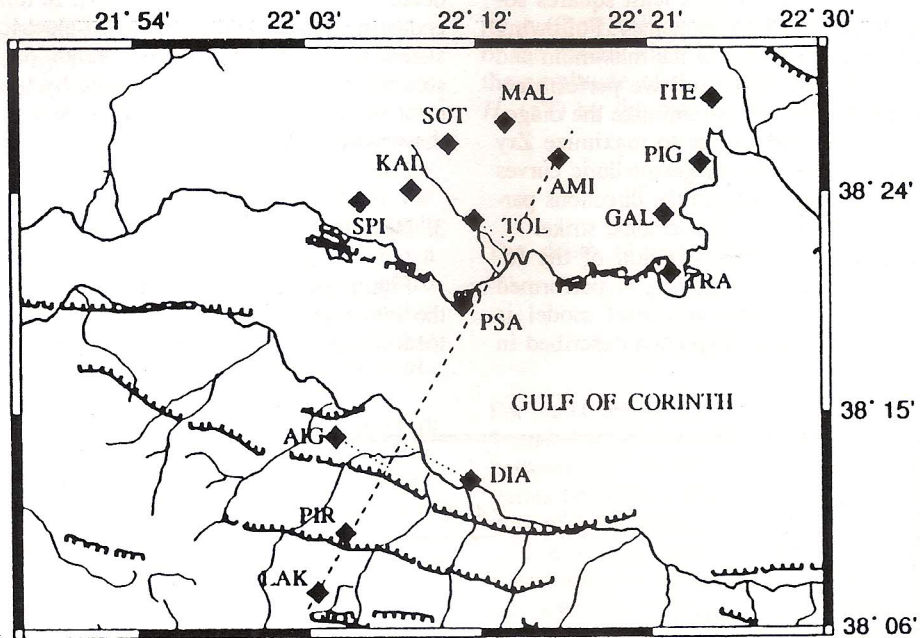 21° 54' 22° 03' 22° 12' 22° 21' 22° 30'
MAL
ITE
SOT
KAL
PIG
AMI
38° 24'
SPI
TOL
GAL
TRA
PSA
GULF OF CORINTH
38° 15'
AIG
DIA
PIR
LAK
38° 06'